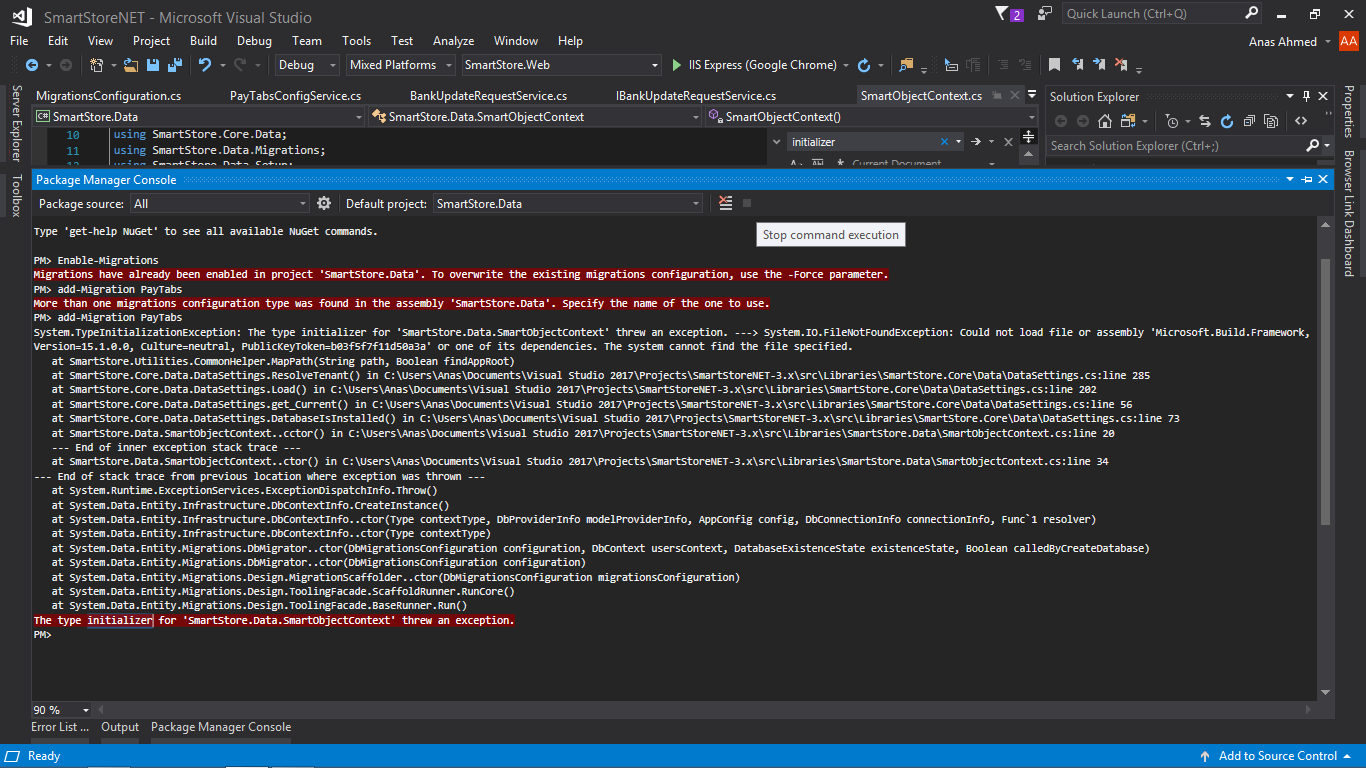 SmartStoreNET - Microsoft Visual Studio
2
Quick Launch (Ctrl+Q)
File Edit View Project Build Debug Team Tools Test Analyze Window Help
Anas Ahmed AA
Debug Mixed Platforms SmartStore.Web IIS Express (Google Chrome)
Server Explorer
Toolbox
MigrationsConfiguration.cs PayTabsConfigService.cs BankUpdateRequestService.cs IBankUpdateRequestService.cs SmartObjectContext.cs
C# SmartStore.Data SmartStore.Data.SmartObjectContext SmartObjectContext()
10 using SmartStore.Core.Data;
11 using SmartStore.Data.Migrations;
12 using SmartStore.Data.Setup;
initializer
Aa Abl * Current Document
Solution Explorer
Search Solution Explorer (Ctrl+;)
Properties
Browser Link Dashboard
Package Manager Console
Package source: All Default project: SmartStore.Data
Stop command execution
Type 'get-help NuGet' to see all available NuGet commands.
PM> Enable-Migrations
Migrations have already been enabled in project 'SmartStore.Data'. To overwrite the existing migrations configuration, use the -Force parameter.
PM> add-Migration PayTabs
More than one migrations configuration type was found in the assembly 'SmartStore.Data'. Specify the name of the one to use.
PM> add-Migration PayTabs
System.TypeInitializationException: The type initializer for 'SmartStore.Data.SmartObjectContext' threw an exception. ---> System.IO.FileNotFoundException: Could not load file or assembly 'Microsoft.Build.Framework,
Version=15.1.0.0, Culture=neutral, PublicKeyToken=b03f5f7f11d50a3a' or one of its dependencies. The system cannot find the file specified.
at SmartStore.Utilities.CommonHelper.MapPath(String path, Boolean findAppRoot)
at SmartStore.Core.Data.DataSettings.ResolveTenant() in C:\Users\Anas\Documents\Visual Studio 2017\Projects\SmartStoreNET-3.x\src\Libraries\SmartStore.Core\Data\DataSettings.cs:line 285
at SmartStore.Core.Data.DataSettings.Load() in C:\Users\Anas\Documents\Visual Studio 2017\Projects\SmartStoreNET-3.x\src\Libraries\SmartStore.Core\Data\DataSettings.cs:line 202
at SmartStore.Core.Data.DataSettings.get_Current() in C:\Users\Anas\Documents\Visual Studio 2017\Projects\SmartStoreNET-3.x\src\Libraries\SmartStore.Core\Data\DataSettings.cs:line 56
at SmartStore.Core.Data.DataSettings.DatabaseIsInstalled() in C:\Users\Anas\Documents\Visual Studio 2017\Projects\SmartStoreNET-3.x\src\Libraries\SmartStore.Core\Data\DataSettings.cs:line 73
at SmartStore.Data.SmartObjectContext..cctor() in C:\Users\Anas\Documents\Visual Studio 2017\Projects\SmartStoreNET-3.x\src\Libraries\SmartStore.Data\SmartObjectContext.cs:line 20
--- End of inner exception stack trace ---
at SmartStore.Data.SmartObjectContext..ctor() in C:\Users\Anas\Documents\Visual Studio 2017\Projects\SmartStoreNET-3.x\src\Libraries\SmartStore.Data\SmartObjectContext.cs:line 34
--- End of stack trace from previous location where exception was thrown ---
at System.Runtime.ExceptionServices.ExceptionDispatchInfo.Throw()
at System.Data.Entity.Infrastructure.DbContextInfo.CreateInstance()
at System.Data.Entity.Infrastructure.DbContextInfo..ctor(Type contextType, DbProviderInfo modelProviderInfo, AppConfig config, DbConnectionInfo connectionInfo, Func`1 resolver)
at System.Data.Entity.Infrastructure.DbContextInfo..ctor(Type contextType)
at System.Data.Entity.Migrations.DbMigrator..ctor(DbMigrationsConfiguration configuration, DbContext usersContext, DatabaseExistenceState existenceState, Boolean calledByCreateDatabase)
at System.Data.Entity.Migrations.DbMigrator..ctor(DbMigrationsConfiguration configuration)
at System.Data.Entity.Migrations.Design.MigrationScaffolder..ctor(DbMigrationsConfiguration migrationsConfiguration)
at System.Data.Entity.Migrations.Design.ToolingFacade.ScaffoldRunner.RunCore()
at System.Data.Entity.Migrations.Design.ToolingFacade.BaseRunner.Run()
The type initializer for 'SmartStore.Data.SmartObjectContext' threw an exception.
PM>
90 %
Error List ... Output Package Manager Console
Ready
Add to Source Control